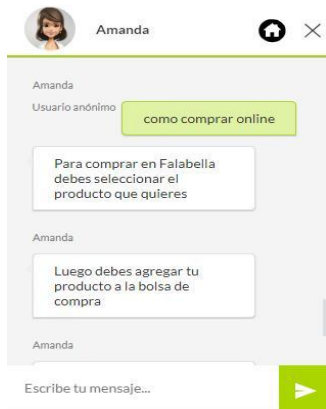 Amanda
Amanda
Usuario anónimo
como comprar online
Para comprar en Falabella
debes seleccionar el
producto que quieres
Amanda
Luego debes agregar tu
producto a la bolsa de
compra
Amanda
Escribe tu mensaje...